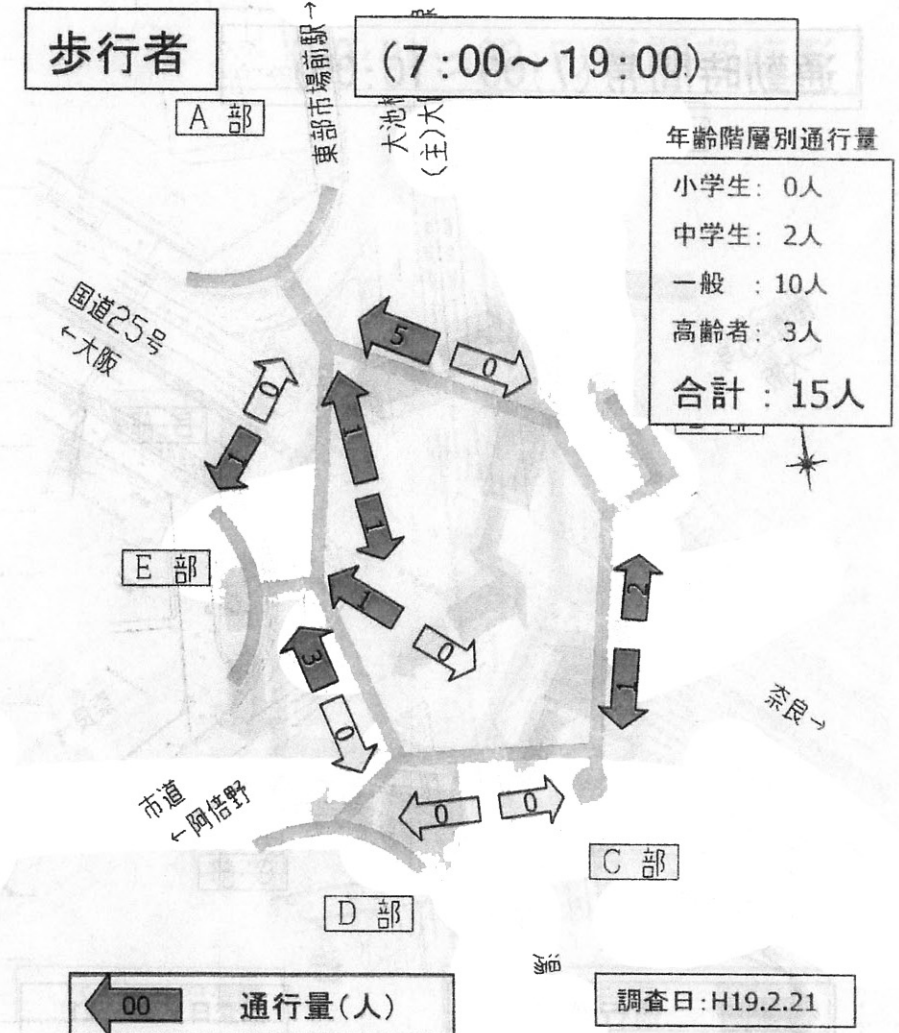 歩行者
(7:00～19:00)
A 部
東部市場前駅→
大池
(主)大
年齢階層別通行量
小学生: 0人
中学生: 2人
一般 : 10人
高齢者: 3人
合計 : 15人
国道25号
←大阪
5
0
0
1
1
1
E 部
1
0
2
1
3
0
奈良→
市道
←阿倍野
0
0
C 部
D 部
00 通行量(人)
調査日:H19.2.21